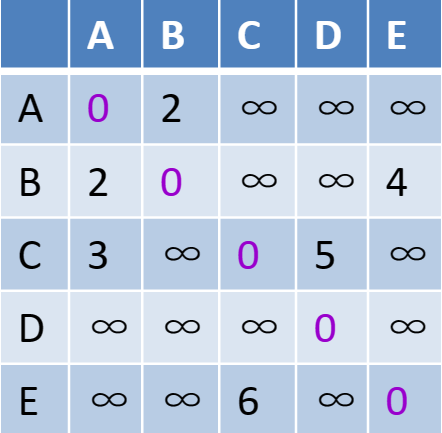 A B C D E
A 0 2 ∞ ∞ ∞
B 2 0 ∞ ∞ 4
C 3 ∞ 0 5 ∞
D ∞ ∞ ∞ 0 ∞
E ∞ ∞ 6 ∞ 0